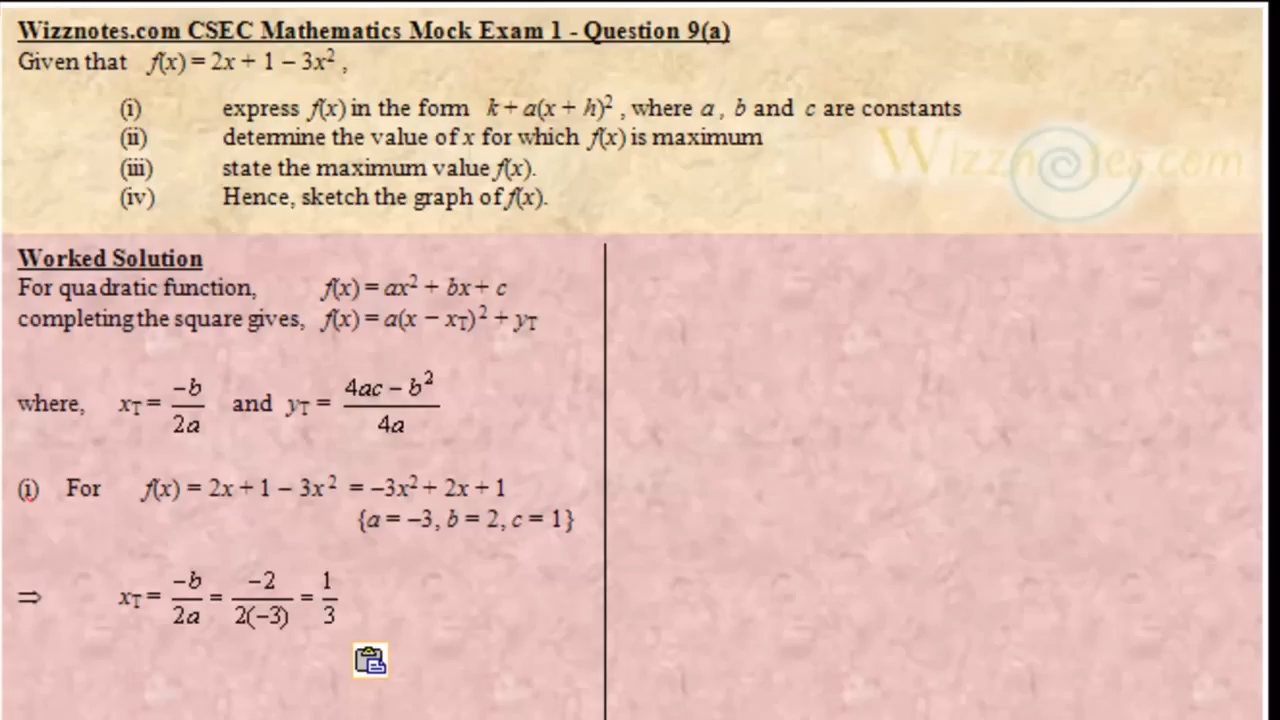 Wizznotes.com CSEC Mathematics Mock Exam 1 - Question 9(a)
Given that f(x) = 2x + 1 – 3x²,
(i) express f(x) in the form k + a(x + h)², where a, b and c are constants
(ii) determine the value of x for which f(x) is maximum
(iii) state the maximum value f(x).
(iv) Hence, sketch the graph of f(x).
Wizznotes.com
Worked Solution
For quadratic function, f(x) = ax² + bx + c
completing the square gives, f(x) = a(x – x_T)² + y_T
where, x_T = –b/2a and y_T = (4ac – b²)/4a
(i) For f(x) = 2x + 1 – 3x² = –3x² + 2x + 1
{a = –3, b = 2, c = 1}
⇒ x_T = –b/2a = –2/2(–3) = 1/3